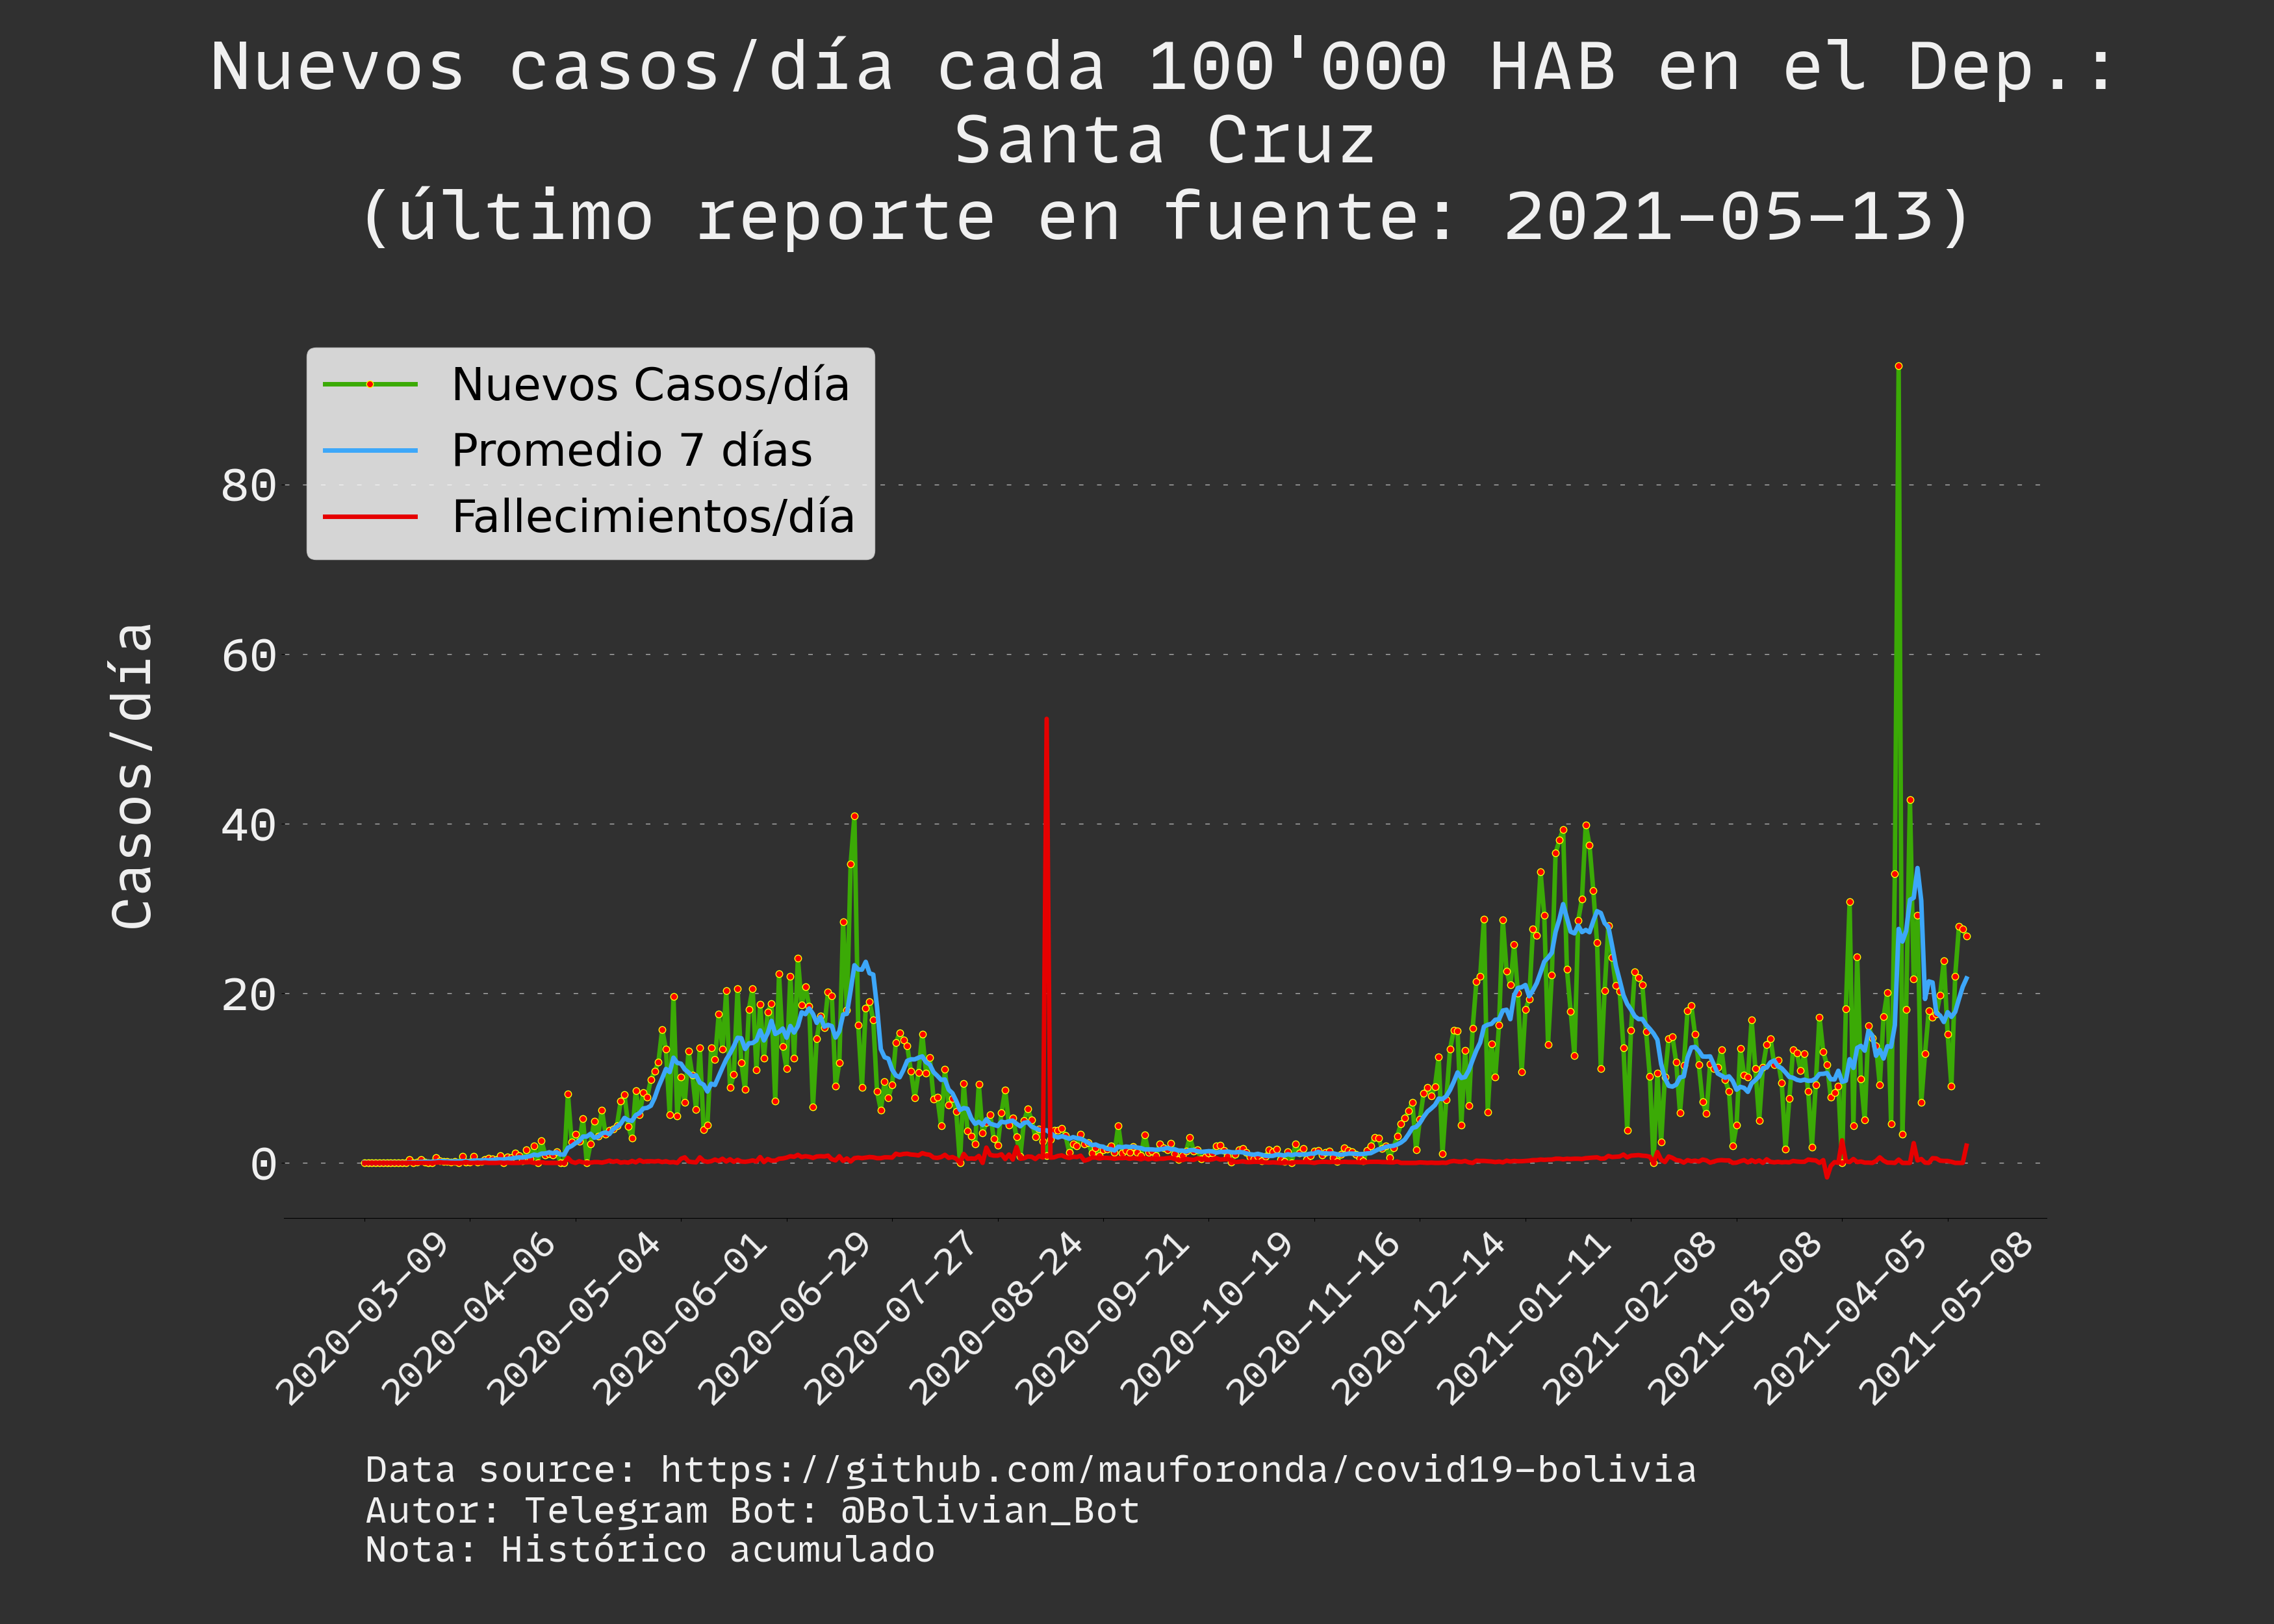 Nuevos casos/día cada 100'000 HAB en el Dep.:
Santa Cruz
(último reporte en fuente: 2021-05-13)
Nuevos Casos/día
Promedio 7 días
Fallecimientos/día
Casos/día
80
60
40
20
0
2020-03-09
2020-04-06
2020-05-04
2020-06-01
2020-06-29
2020-07-27
2020-08-24
2020-09-21
2020-10-19
2020-11-16
2020-12-14
2021-01-11
2021-02-08
2021-03-08
2021-04-05
2021-05-08
Data source: https://github.com/mauforonda/covid19-bolivia
Autor: Telegram Bot: @Bolivian_Bot
Nota: Histórico acumulado